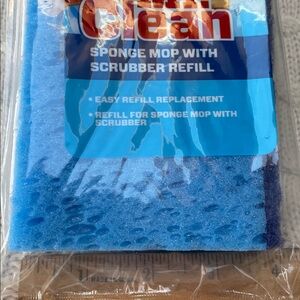 Clean
SPONGE MOP WITH
SCRUBBER REFILL
• EASY REFILL REPLACEMENT
• REFILL FOR SPONGE MOP WITH
SCRUBBER